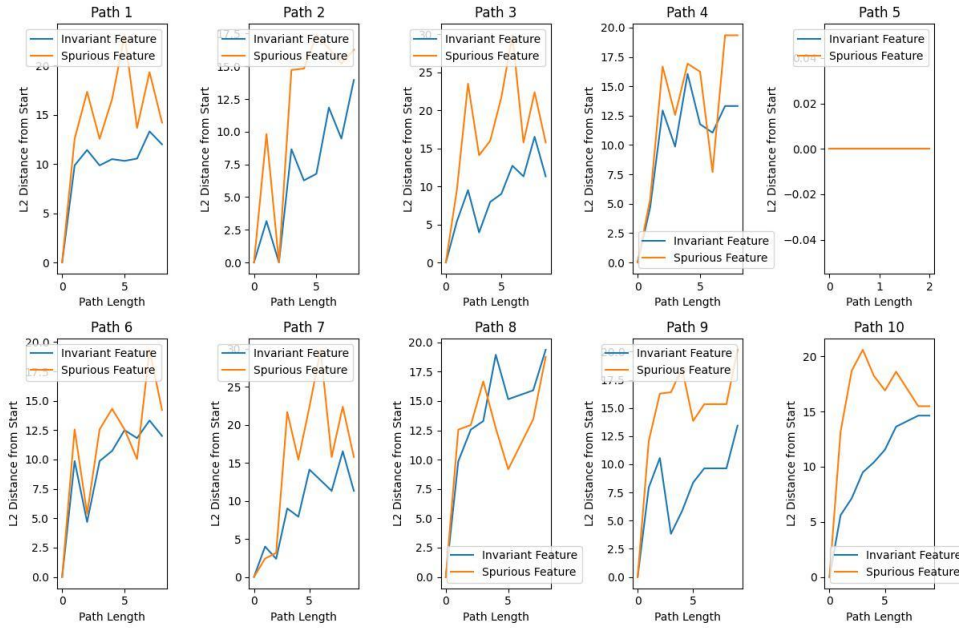 Path 1
Path 2
Path 3
Path 4
Path 5
L2 Distance from Start
20
15
10
5
0
Invariant Feature
Spurious Feature
0
5
Path Length
L2 Distance from Start
17.5
15.0
12.5
10.0
7.5
5.0
2.5
0.0
Invariant Feature
Spurious Feature
0
5
Path Length
L2 Distance from Start
30
25
20
15
10
5
0
Invariant Feature
Spurious Feature
0
5
Path Length
L2 Distance from Start
20.0
17.5
15.0
12.5
10.0
7.5
5.0
2.5
0.0
Invariant Feature
Spurious Feature
0
5
Path Length
L2 Distance from Start
0.04
0.02
0.00
−0.02
−0.04
Invariant Feature
Spurious Feature
0
1
2
Path Length
Path 6
Path 7
Path 8
Path 9
Path 10
L2 Distance from Start
20.0
17.5
15.0
12.5
10.0
7.5
5.0
2.5
0.0
Invariant Feature
Spurious Feature
0
5
Path Length
L2 Distance from Start
30
25
20
15
10
5
0
Invariant Feature
Spurious Feature
0
5
Path Length
L2 Distance from Start
20.0
17.5
15.0
12.5
10.0
7.5
5.0
2.5
0.0
Invariant Feature
Spurious Feature
0
5
Path Length
L2 Distance from Start
20.0
17.5
15.0
12.5
10.0
7.5
5.0
2.5
0.0
Invariant Feature
Spurious Feature
0
5
Path Length
L2 Distance from Start
20
15
10
5
0
Invariant Feature
Spurious Feature
0
5
Path Length